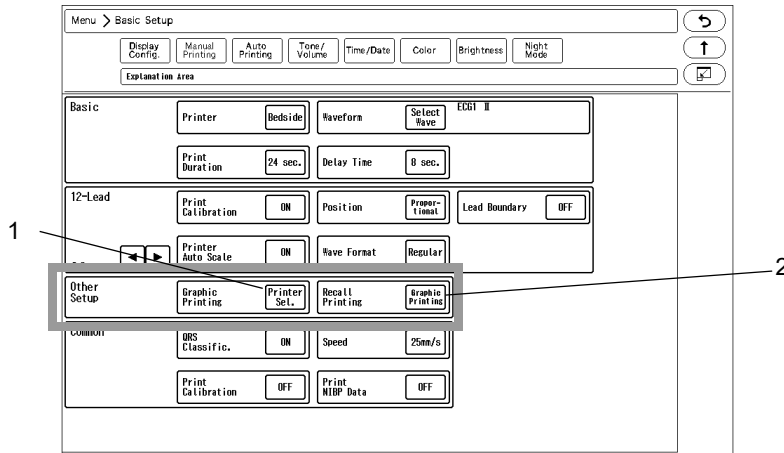 Menu > Basic Setup
Display Config.
Manual Printing
Auto Printing
Tone/ Volume
Time/Date
Color
Brightness
Night Mode
Explanation Area
Basic
Printer
Bedside
Waveform
Select Wave
ECG1 Ⅱ
Print Duration
24 sec.
Delay Time
8 sec.
12-Lead
Print Calibration
ON
Position
Propor- tional
Lead Boundary
OFF
1
Printer Auto Scale
ON
Wave Format
Regular
2
Other Setup
Graphic Printing
Printer Sel.
Recall Printing
Graphic Printing
Common
QRS Classific.
ON
Speed
25mm/s
Print Calibration
OFF
Print NIBP Data
OFF